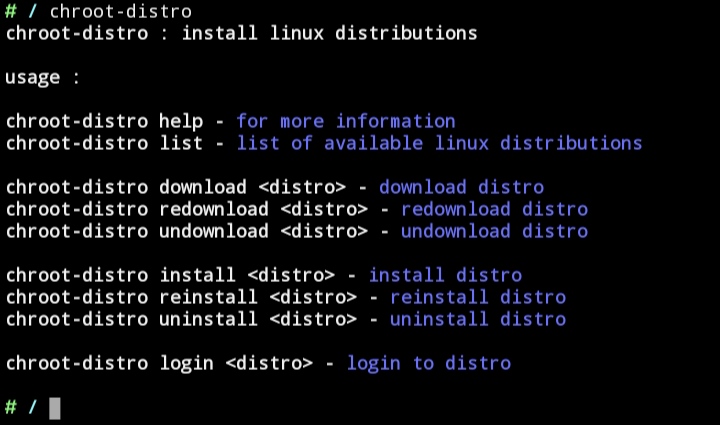 # / chroot-distro
chroot-distro : install linux distributions
usage :
chroot-distro help - for more information
chroot-distro list - list of available linux distributions
chroot-distro download <distro> - download distro
chroot-distro redownload <distro> - redownload distro
chroot-distro undownload <distro> - undownload distro
chroot-distro install <distro> - install distro
chroot-distro reinstall <distro> - reinstall distro
chroot-distro uninstall <distro> - uninstall distro
chroot-distro login <distro> - login to distro
# /